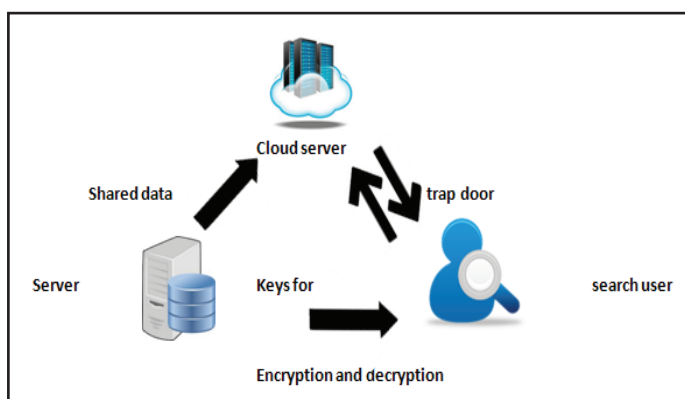 Cloud server
Shared data
trap door
Server
Keys for
search user
Encryption and decryption